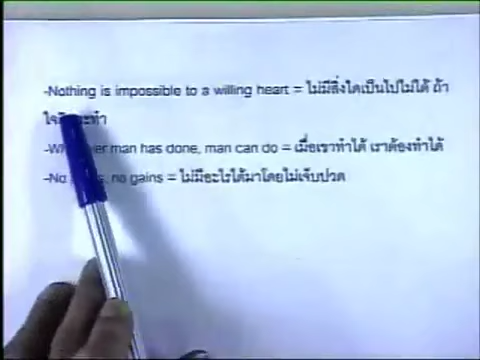 -Nothing is impossible to a willing heart = ไม่มีสิ่งใดเป็นไปไม่ได้ ถ้า
ใจ ทำ
man has done, man can do = เมื่อเขาทำได้ เราต้องทำได้
-No no gains = ไม่มีอะไรได้มาโดยไม่เจ็บปวด